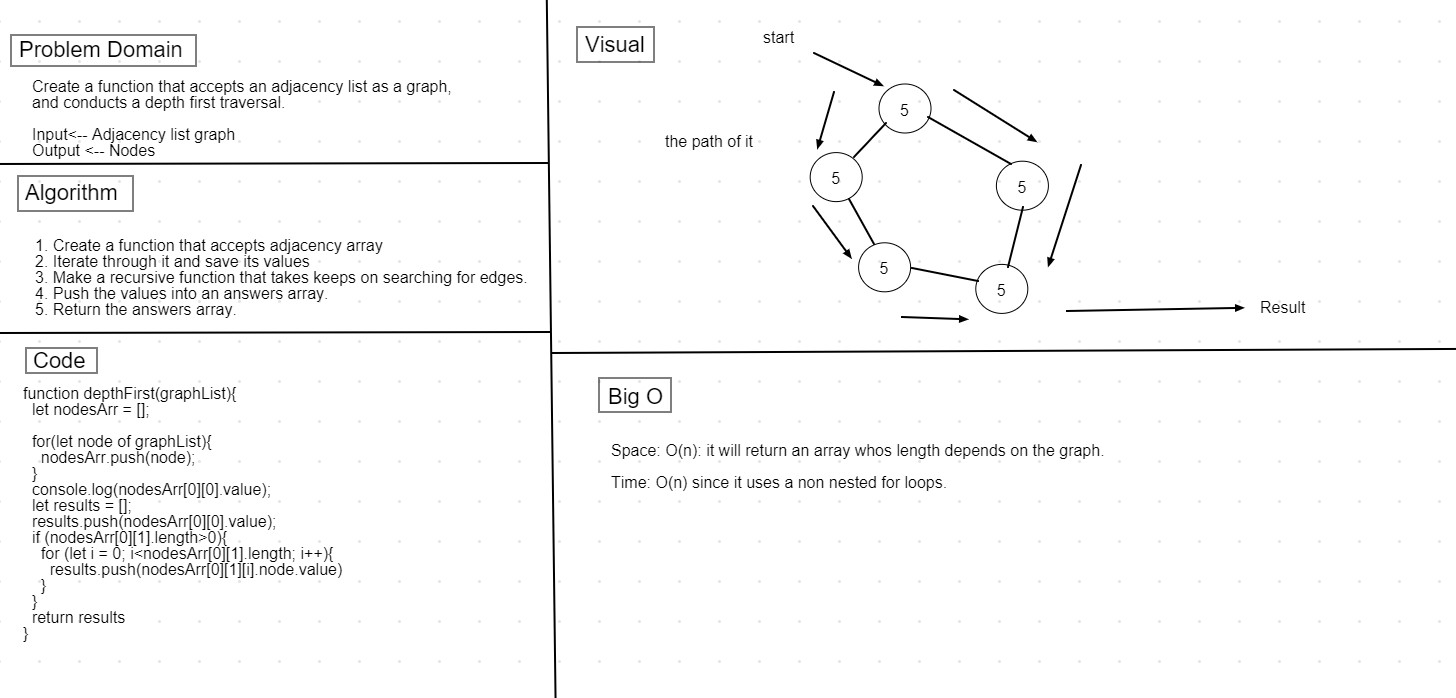 Problem Domain
Create a function that accepts an adjacency list as a graph,
and conducts a depth first traversal.
Input<-- Adjacency list graph
Output <-- Nodes
Algorithm
1. Create a function that accepts adjacency array
2. Iterate through it and save its values
3. Make a recursive function that takes keeps on searching for edges.
4. Push the values into an answers array.
5. Return the answers array.
Code
function depthFirst(graphList){
let nodesArr = [];
for(let node of graphList){
nodesArr.push(node);
}
console.log(nodesArr[0][0].value);
let results = [];
results.push(nodesArr[0][0].value);
if (nodesArr[0][1].length>0){
for (let i = 0; i<nodesArr[0][1].length; i++){
results.push(nodesArr[0][1][i].node.value)
}
}
return results
}
Visual
start
the path of it
5
5
5
5
5
Result
Big O
Space: O(n): it will return an array whos length depends on the graph.
Time: O(n) since it uses a non nested for loops.